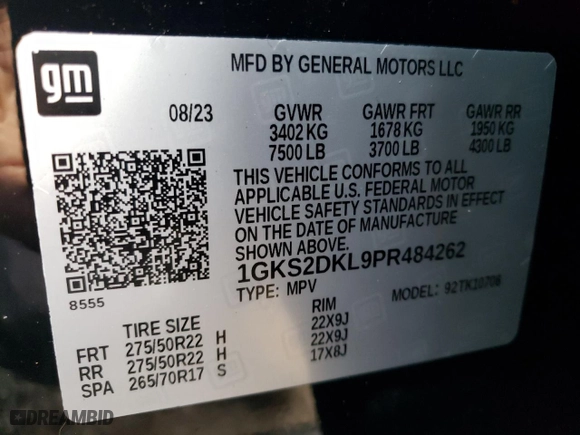 gm
MFD BY GENERAL MOTORS LLC
08/23 GVWR GAWR FRT GAWR RR
3402 KG 1678 KG 1950 KG
7500 LB 3700 LB 4300 LB
THIS VEHICLE CONFORMS TO ALL
APPLICABLE U.S. FEDERAL MOTOR
VEHICLE SAFETY STANDARDS IN EFFECT
ON THE DATE OF MANUFACTURE
SHOWN ABOVE.
1GKS2DKL9PR484262
8555 TYPE: MPV MODEL: 92TK10706
TIRE SIZE RIM
FRT 275/50R22 H 22X9J
RR 275/50R22 H 22X9J
SPA 265/70R17 S 17X8J
DREAMBID